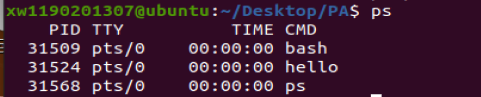 xw1190201307@ubuntu:~/Desktop/PA$ ps
PID TTY TIME CMD
31509 pts/0 00:00:00 bash
31524 pts/0 00:00:00 hello
31568 pts/0 00:00:00 ps